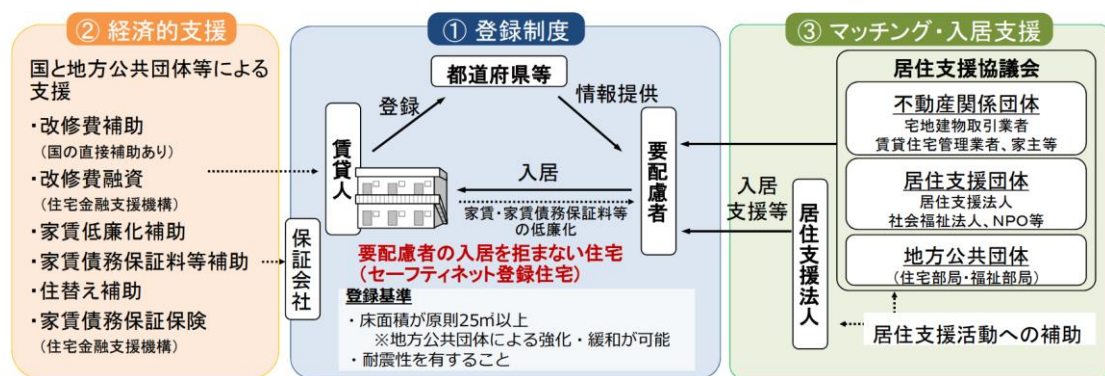 ② 経済的支援
国と地方公共団体等による
支援
・改修費補助
(国の直接補助あり)
・改修費融資
(住宅金融支援機構)
・家賃低廉化補助
・家賃債務保証料等補助
・住替え補助
・家賃債務保証保険
(住宅金融支援機構)
保証会社
① 登録制度
都道府県等
登録
情報提供
賃貸人
要配慮者
入居
家賃・家賃債務保証料等
の低廉化
要配慮者の入居を拒まない住宅
(セーフティネット登録住宅)
登録基準
・床面積が原則25㎡以上
※地方公共団体による強化・緩和が可能
・耐震性を有すること
③ マッチング・入居支援
居住支援協議会
不動産関係団体
宅地建物取引業者
賃貸住宅管理業者、家主等
居住支援団体
居住支援法人
社会福祉法人、NPO等
地方公共団体
(住宅部局・福祉部局)
入居
支援等
居住支援法人
居住支援活動への補助